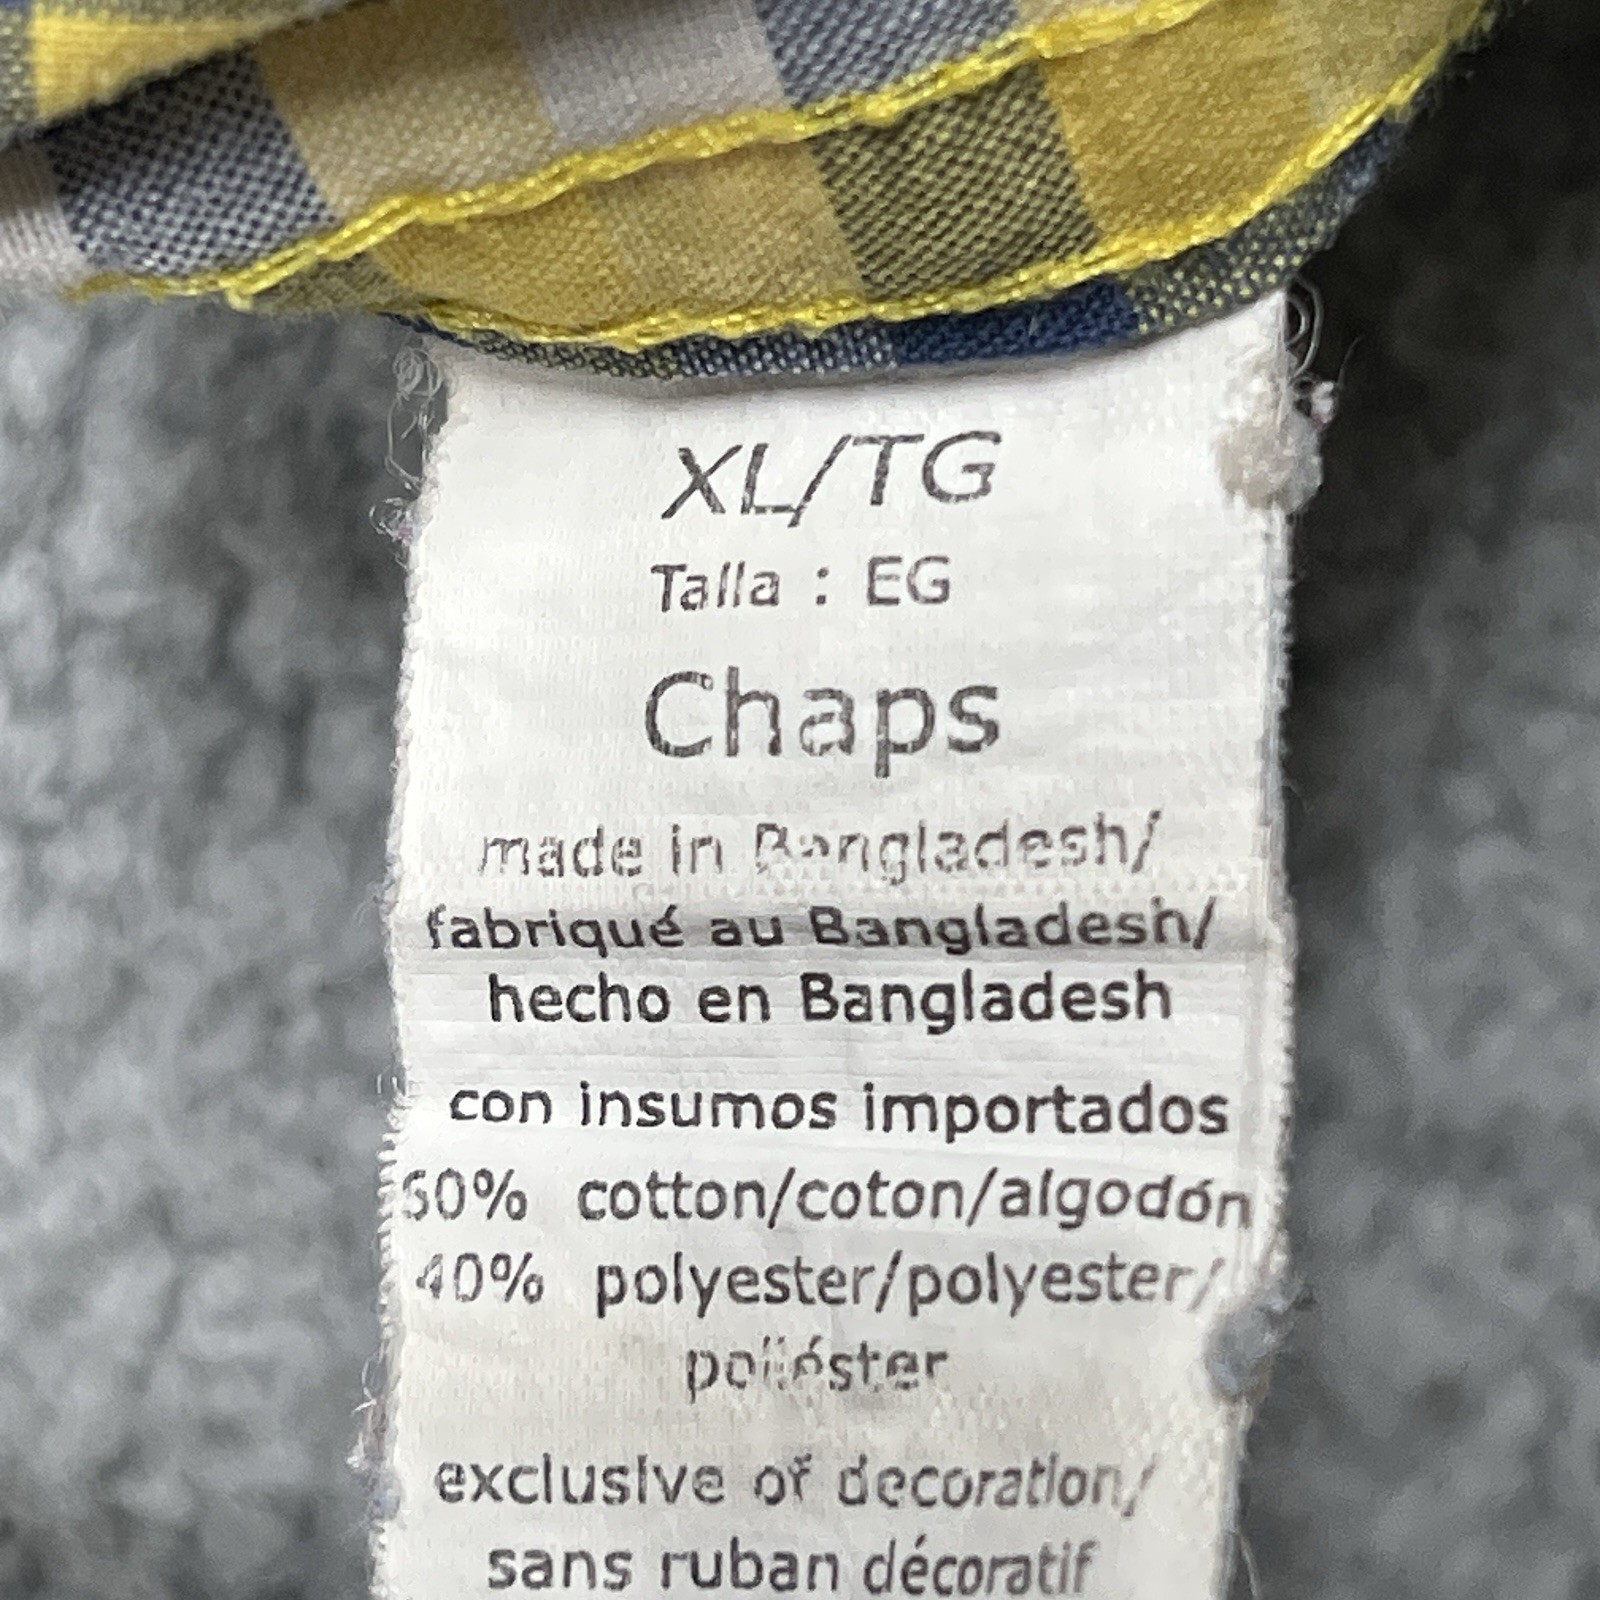 XL/TG
Talla : EG
Chaps
made in Bangladesh/
fabriqué au Bangladesh/
hecho en Bangladesh
con insumos importados
60% cotton/coton/algodón
40% polyester/polyester/
poliéster
exclusive of decoration/
sans ruban décoratif